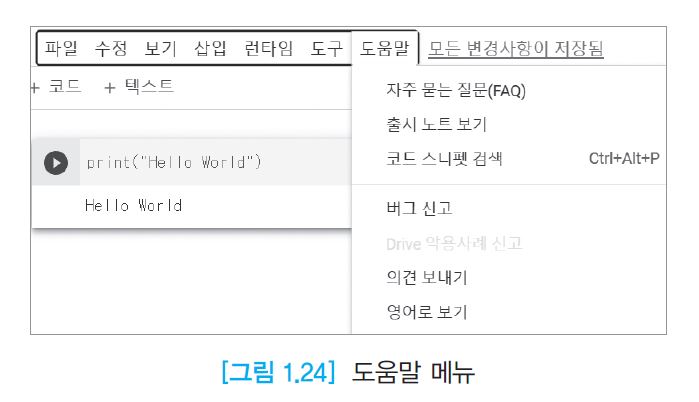 파일 수정 보기 삽입 런타임 도구 도움말 모든 변경사항이 저장됨
+ 코드 + 텍스트
자주 묻는 질문(FAQ)
출시 노트 보기
코드 스니펫 검색 Ctrl+Alt+P
print("Hello World")
Hello World
버그 신고
Drive 악용사례 신고
의견 보내기
영어로 보기
[그림 1.24] 도움말 메뉴